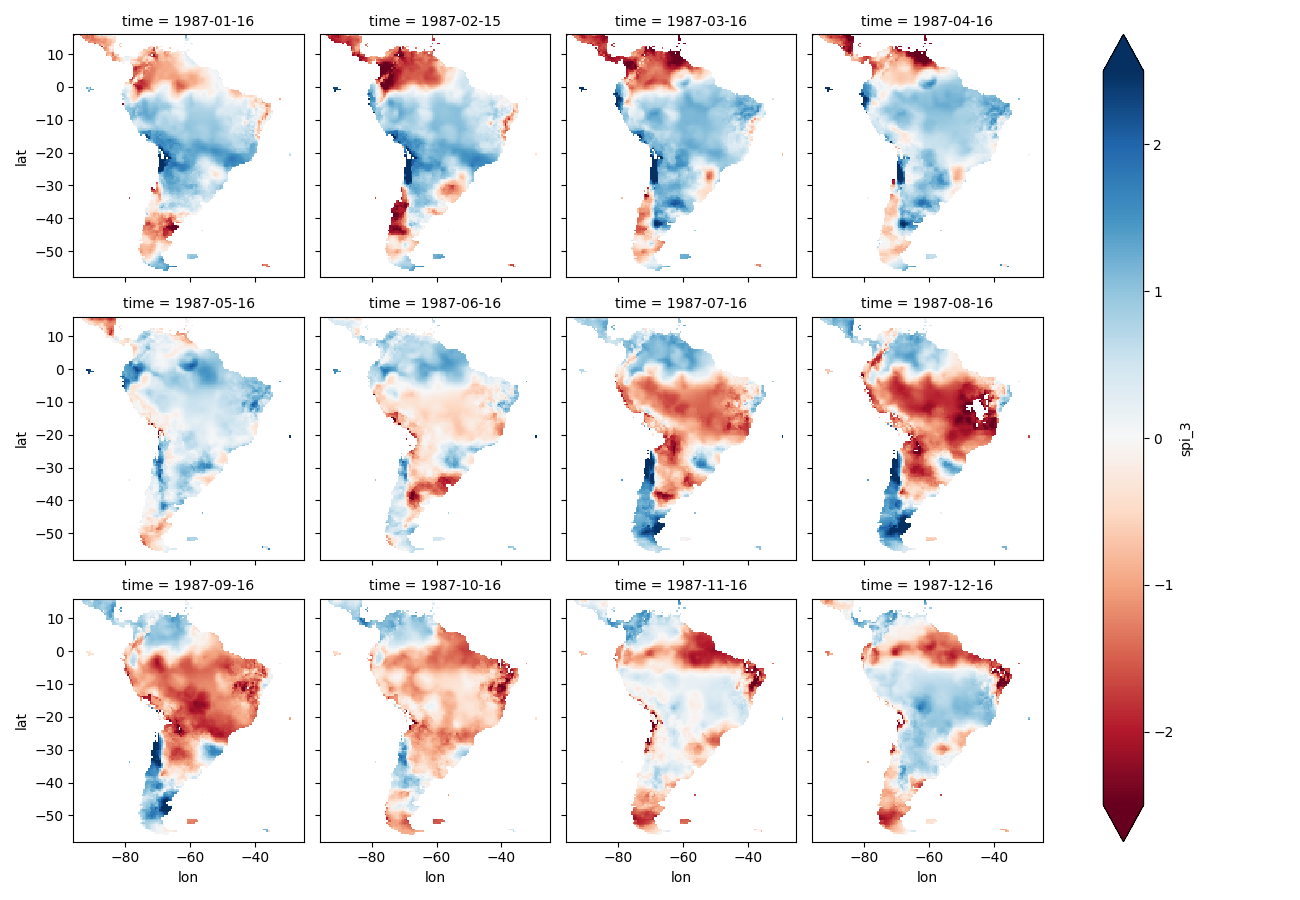 time = 1987-01-16
time = 1987-02-15
time = 1987-03-16
time = 1987-04-16
10
0
−10
−20
−30
−40
−50
lat
2
1
0
−1
−2
spi_3
time = 1987-05-16
time = 1987-06-16
time = 1987-07-16
time = 1987-08-16
10
0
−10
−20
−30
−40
−50
lat
time = 1987-09-16
time = 1987-10-16
time = 1987-11-16
time = 1987-12-16
10
0
−10
−20
−30
−40
−50
lat
−80 −60 −40
−80 −60 −40
−80 −60 −40
−80 −60 −40
lon
lon
lon
lon